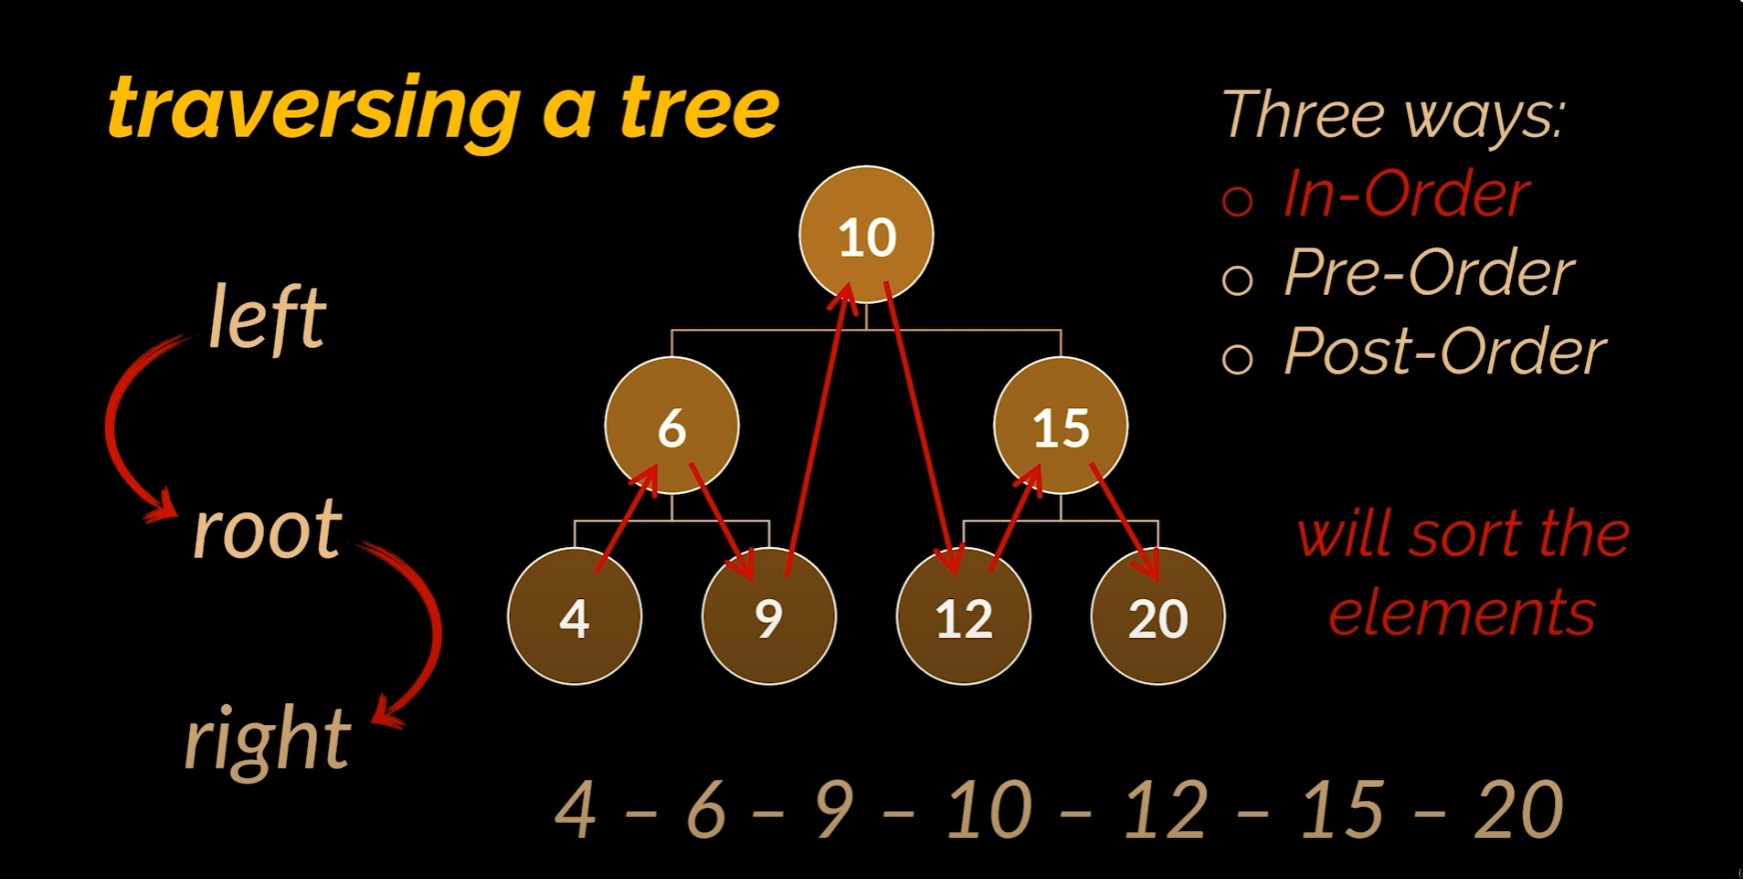 traversing a tree
Three ways:
In-Order
Pre-Order
Post-Order
left
root
right
10
6
15
4
9
12
20
will sort the
elements
4 – 6 – 9 – 10 – 12 – 15 – 20